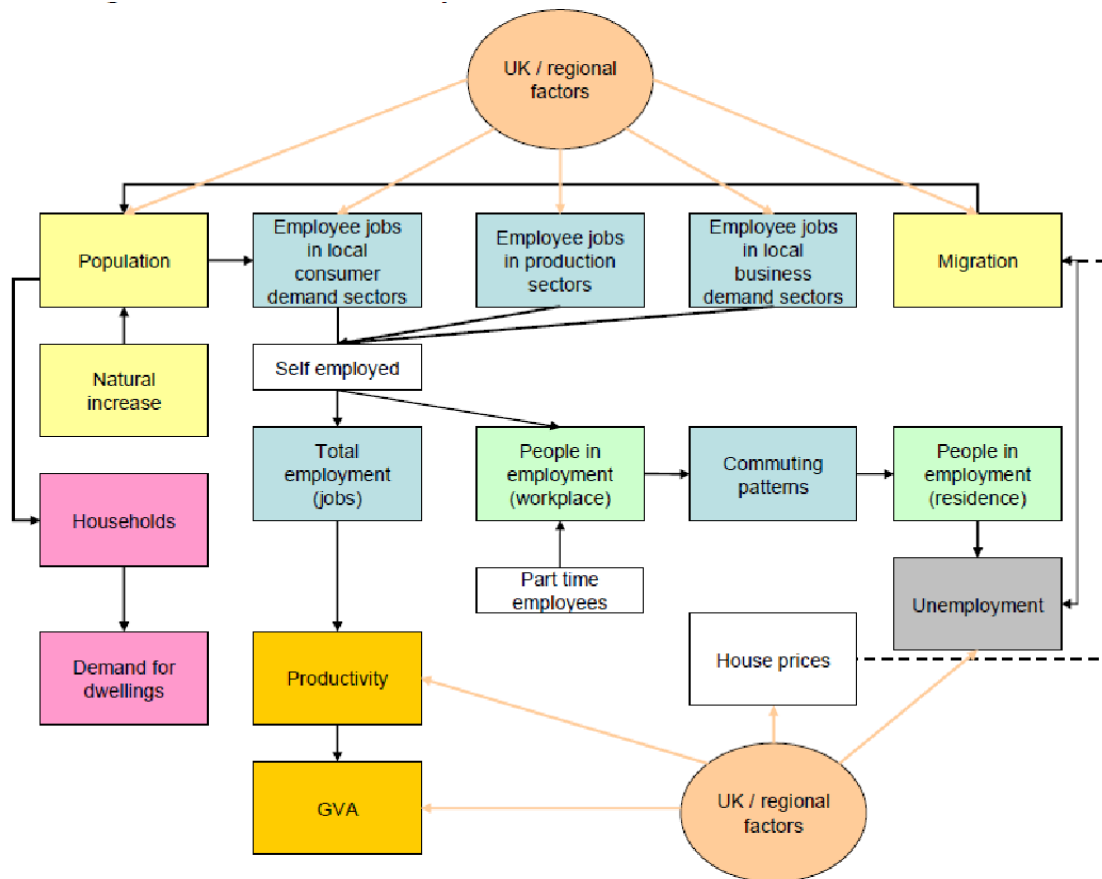 UK / regional
factors
Population
Employee jobs
in local
consumer
demand sectors
Employee jobs
in production
sectors
Employee jobs
in local
business
demand sectors
Migration
Natural
increase
Self employed
Total
employment
(jobs)
People in
employment
(workplace)
Commuting
patterns
People in
employment
(residence)
Households
Part time
employees
Unemployment
Demand for
dwellings
Productivity
House prices
GVA
UK / regional
factors